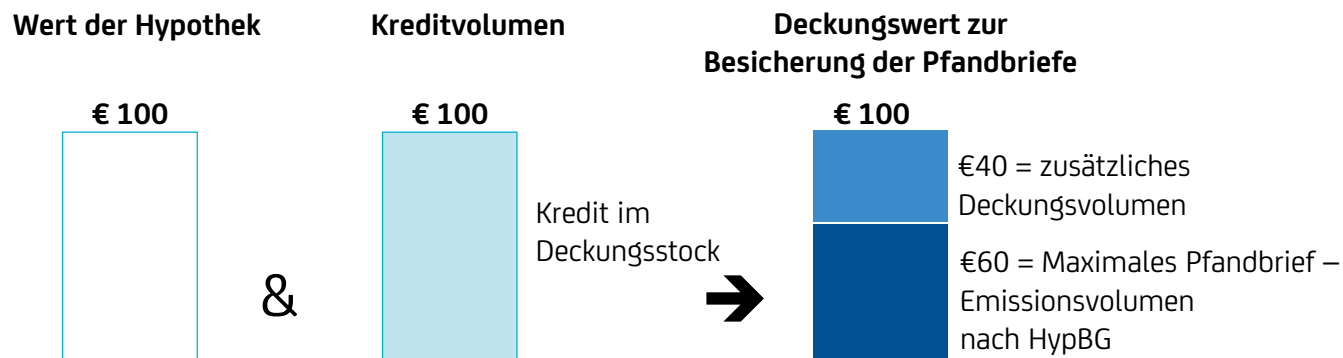 Wert der Hypothek
Kreditvolumen
Deckungswert zur
Besicherung der Pfandbriefe
€ 100
€ 100
€ 100
&
Kredit im
Deckungsstock
€40 = zusätzliches
Deckungsvolumen
€60 = Maximales Pfandbrief –
Emissionsvolumen
nach HypBG